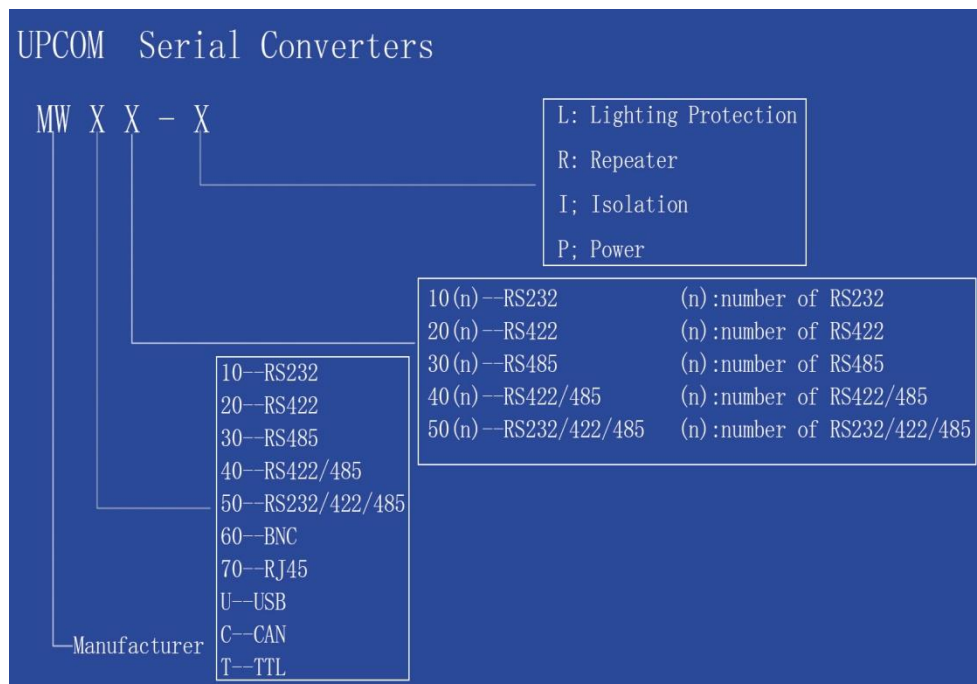 UPCOM Serial Converters
MW X X - X
L: Lighting Protection
R: Repeater
I; Isolation
P; Power
10(n)--RS232 (n):number of RS232
20(n)--RS422 (n):number of RS422
30(n)--RS485 (n):number of RS485
40(n)--RS422/485 (n):number of RS422/485
50(n)--RS232/422/485 (n):number of RS232/422/485
10--RS232
20--RS422
30--RS485
40--RS422/485
50--RS232/422/485
60--BNC
70--RJ45
U--USB
C--CAN
T--TTL
Manufacturer